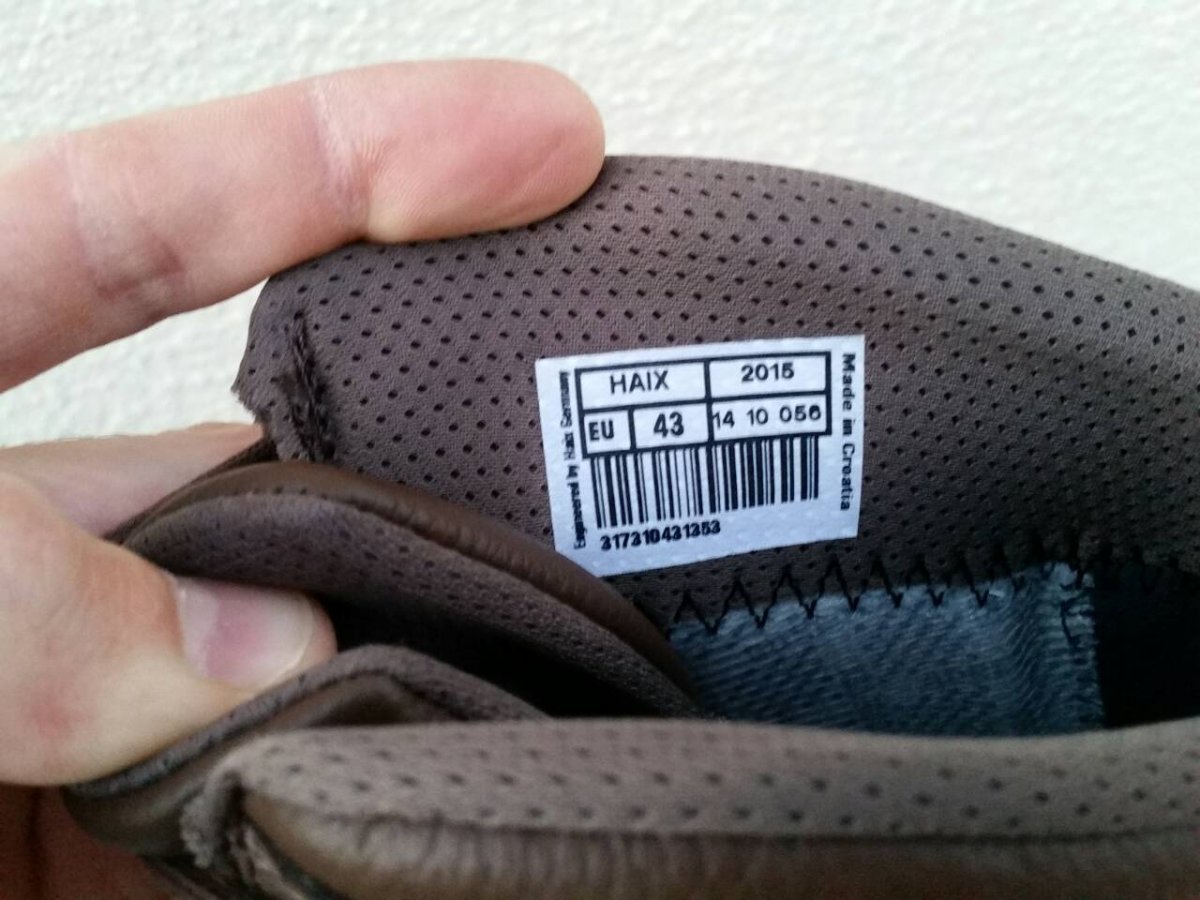 HAIX
2015
EU
43
14 10 056
317310431353
Made in Croatia
Engineered by Haix Germany